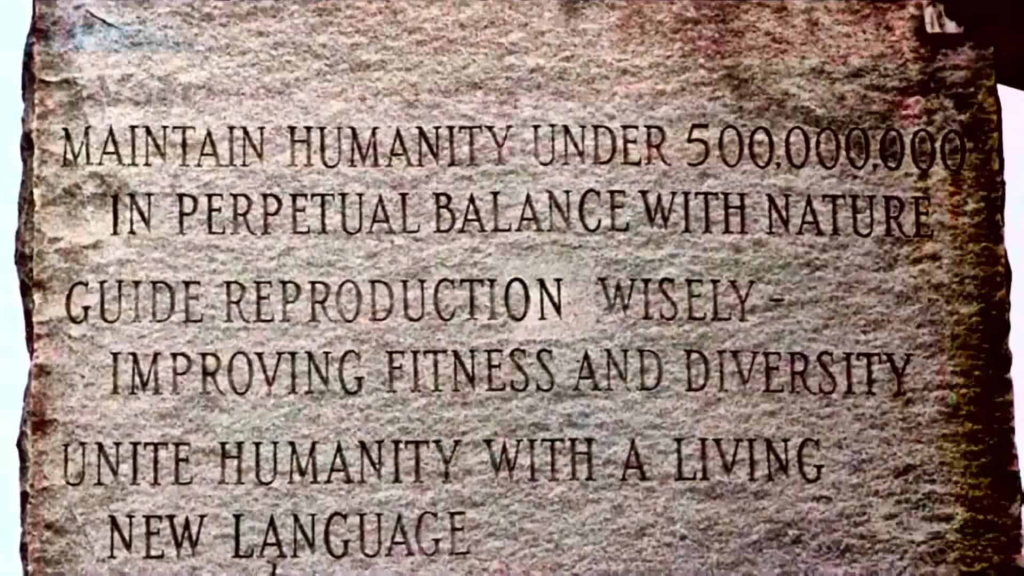 MAINTAIN HUMANITY UNDER 500,000,000
IN PERPETUAL BALANCE WITH NATURE
GUIDE REPRODUCTION WISELY -
IMPROVING FITNESS AND DIVERSITY
UNITE HUMANITY WITH A LIVING
NEW LANGUAGE